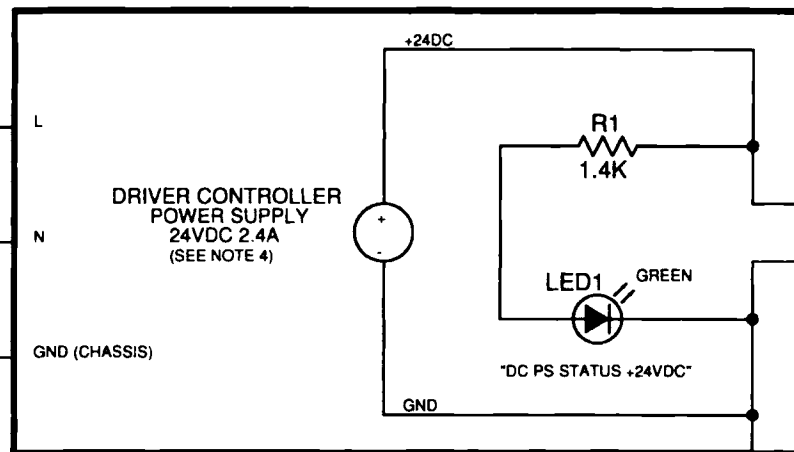 +24DC
L
R1
1.4K
DRIVER CONTROLLER
POWER SUPPLY
24VDC 2.4A
(SEE NOTE 4)
+
-
N
LED1
GREEN
GND (CHASSIS)
"DC PS STATUS +24VDC"
GND